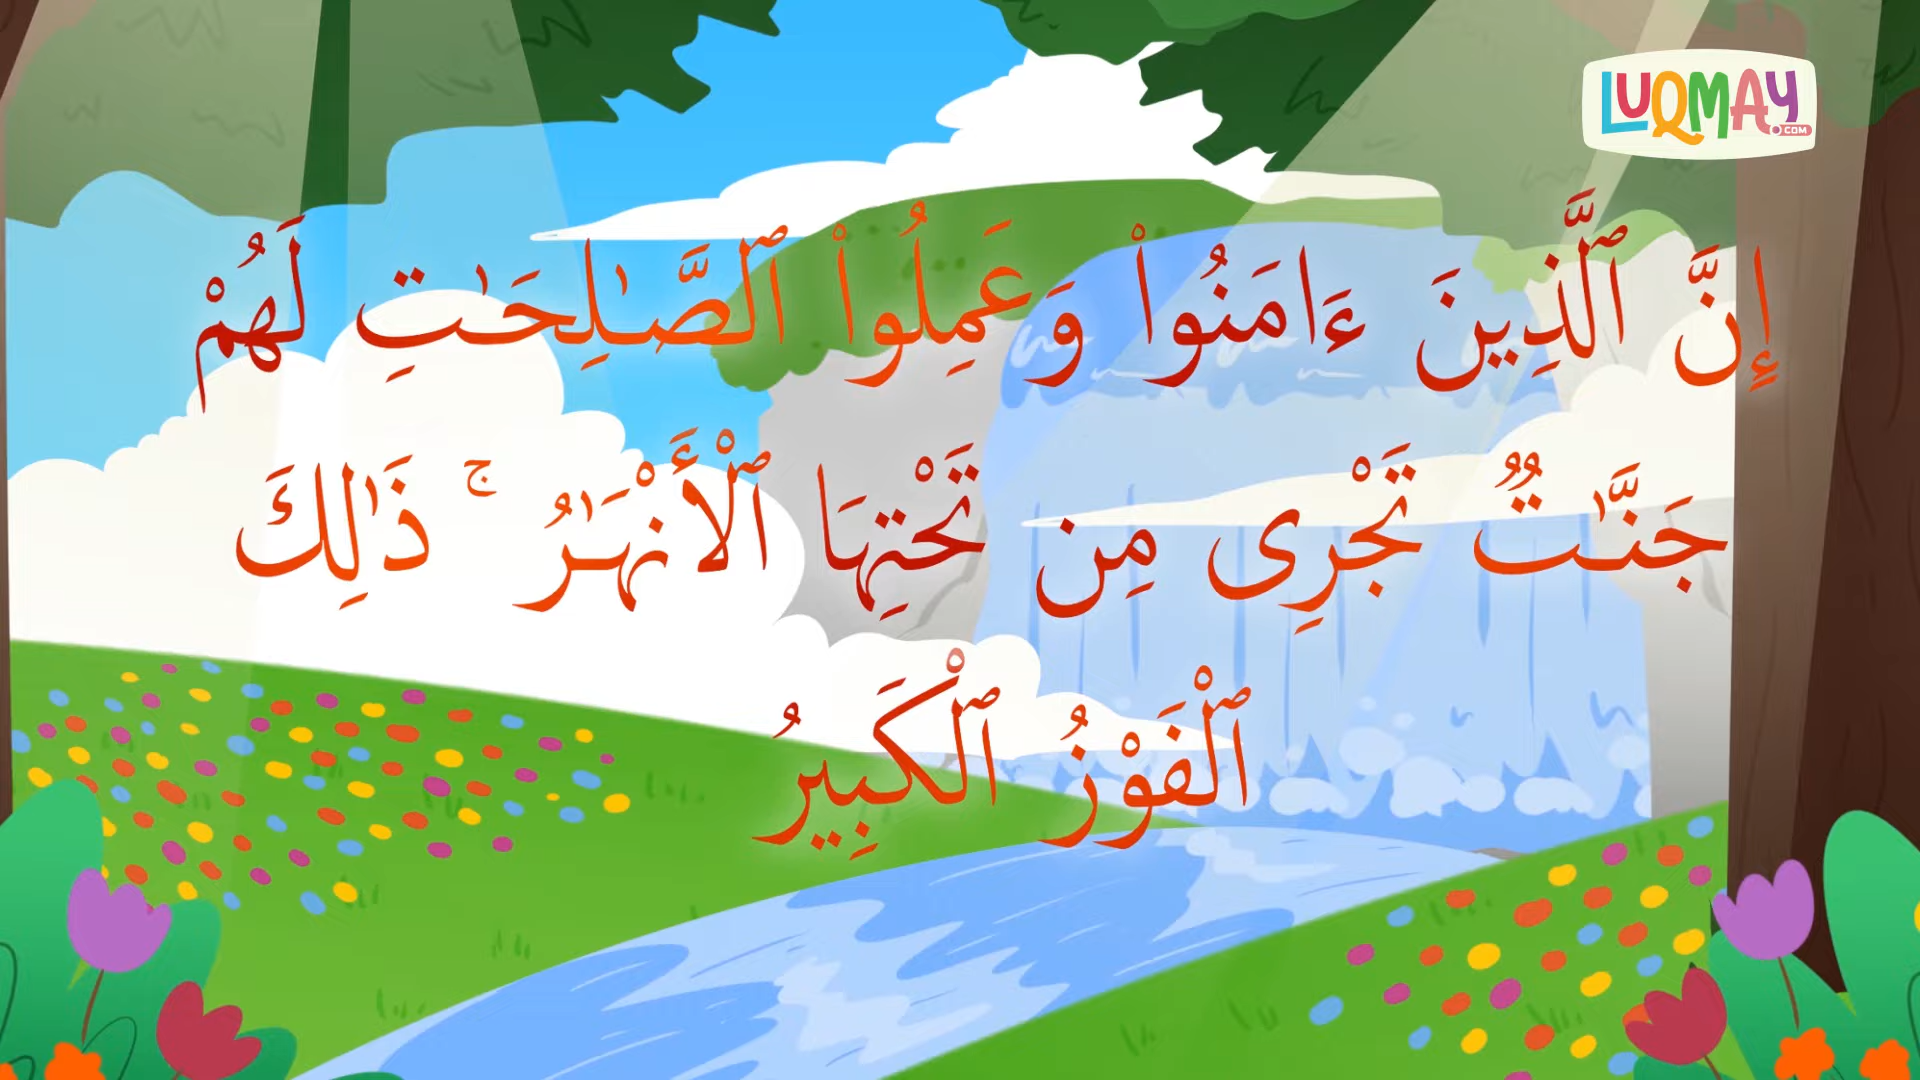 LUQMAY.COM
إِنَّ ٱلَّذِينَ ءَامَنُوا۟ وَعَمِلُوا۟ ٱلصَّـٰلِحَـٰتِ لَهُمْ
جَنَّـٰتٌ تَجْرِى مِن تَحْتِهَا ٱلْأَنْهَـٰرُ ۚ ذَٰلِكَ
ٱلْفَوْزُ ٱلْكَبِيرُ